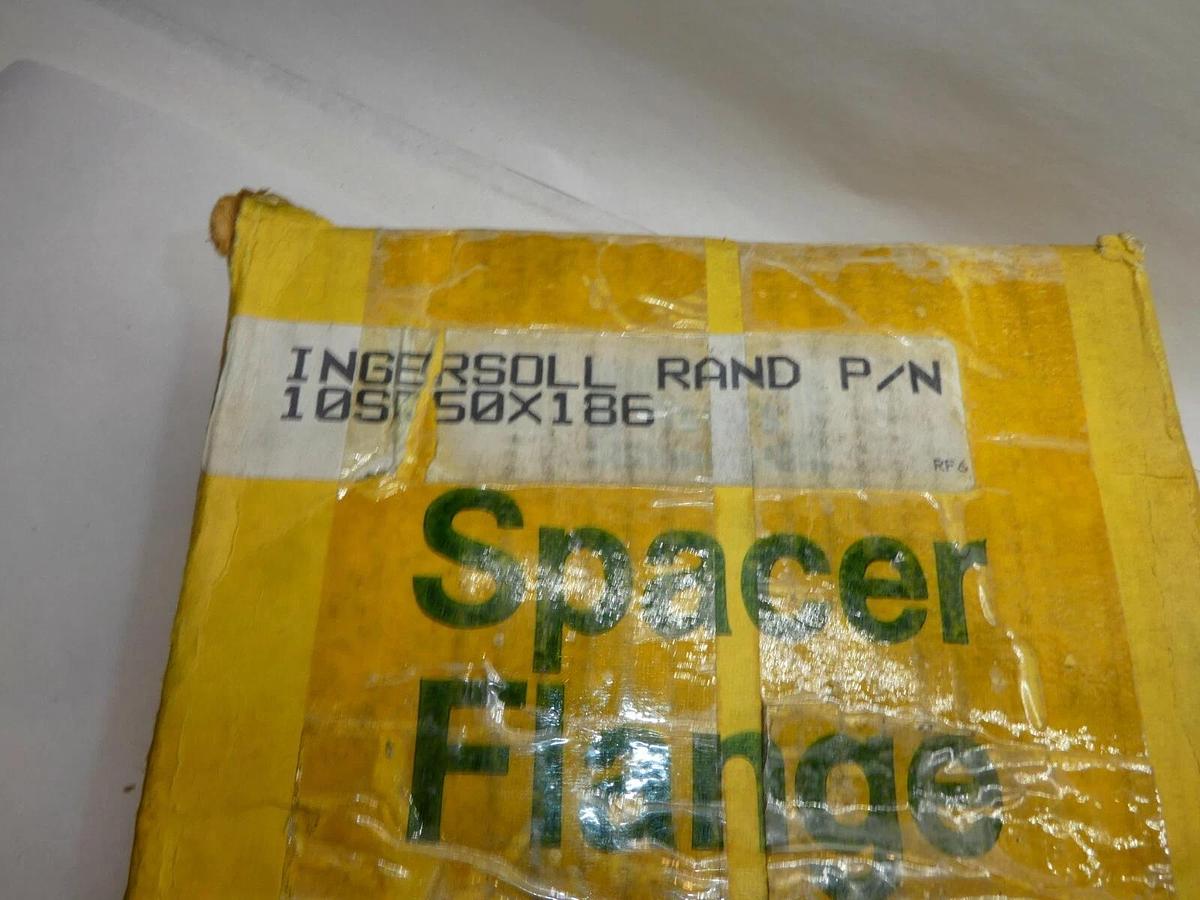 INGERSOLL RAND P/N
RF6
Spacer
Flange